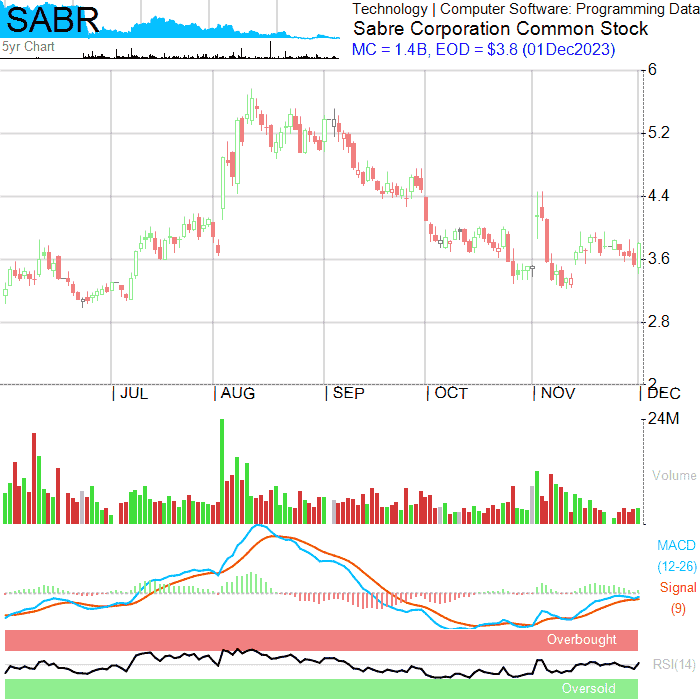 SABR
5yr Chart
Technology | Computer Software: Programming Data
Sabre Corporation Common Stock
MC = 1.4B, EOD = $3.8 (01Dec2023)
6
5.2
4.4
3.6
2.8
2
JUL AUG SEP OCT NOV DEC
24M
Volume
MACD
(12-26)
Signal
(9)
Overbought
RSI(14)
Oversold